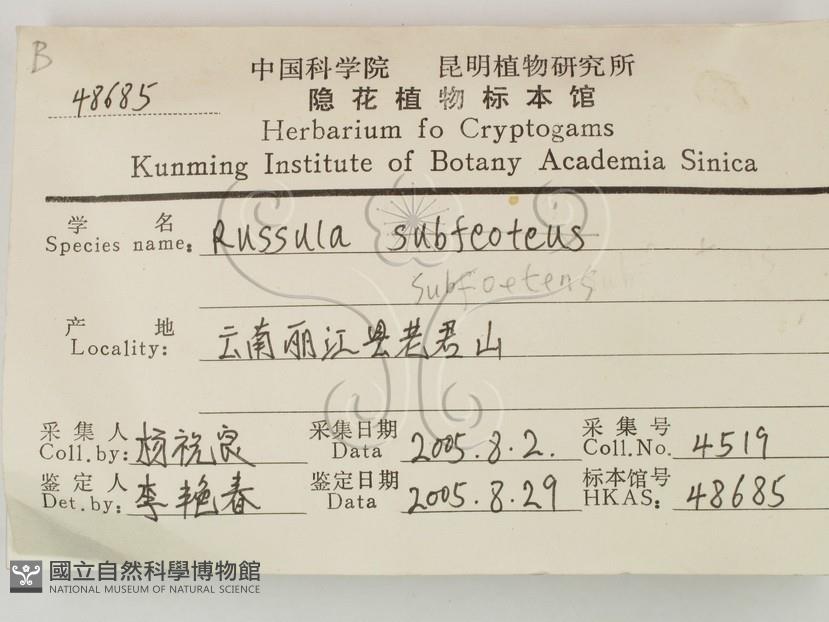 B
48685
中国科学院 昆明植物研究所
隐花植物标本馆
Herbarium fo Cryptogams
Kunming Institute of Botany Academia Sinica
学 名
Species name: Russula subfeoteus
subfoetens
产 地
Locality: 云南丽江县老君山
采集人 采集日期 采集号
Coll.by: 杨祝良 Data 2005.8.2. Coll.No. 4519
鉴定人 鉴定日期 标本馆号
Det.by: 李艳春 Data 2005.8.29 HKAS: 48685
國立自然科學博物館
NATIONAL MUSEUM OF NATURAL SCIENCE